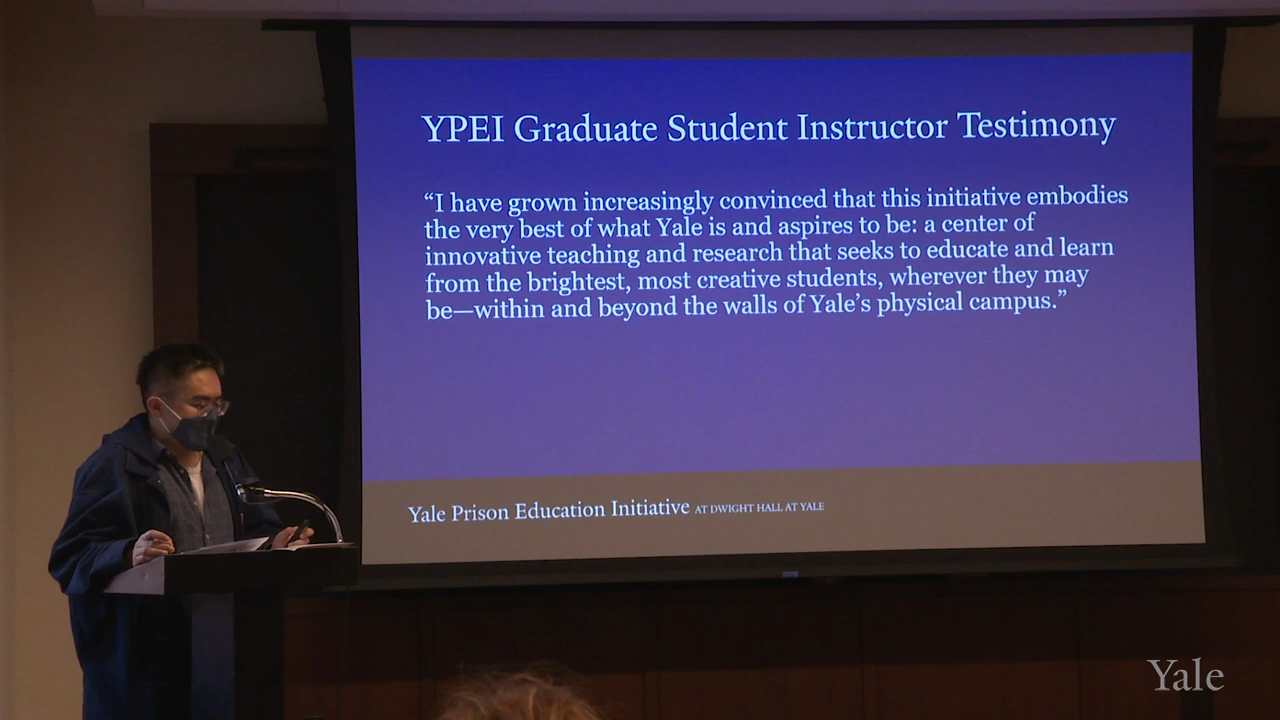 YPEI Graduate Student Instructor Testimony
“I have grown increasingly convinced that this initiative embodies
the very best of what Yale is and aspires to be: a center of
innovative teaching and research that seeks to educate and learn
from the brightest, most creative students, wherever they may
be—within and beyond the walls of Yale’s physical campus.”
Yale Prison Education Initiative AT DWIGHT HALL AT YALE
Yale